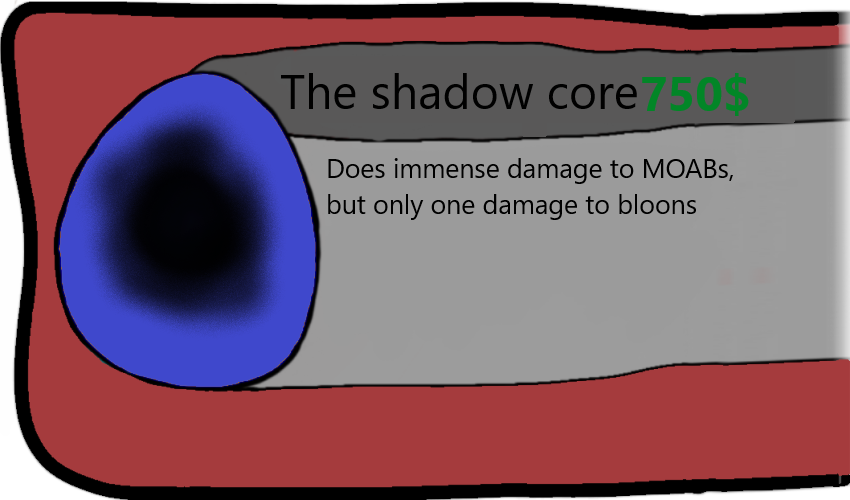 The shadow core750$
Does immense damage to MOABs,
but only one damage to bloons